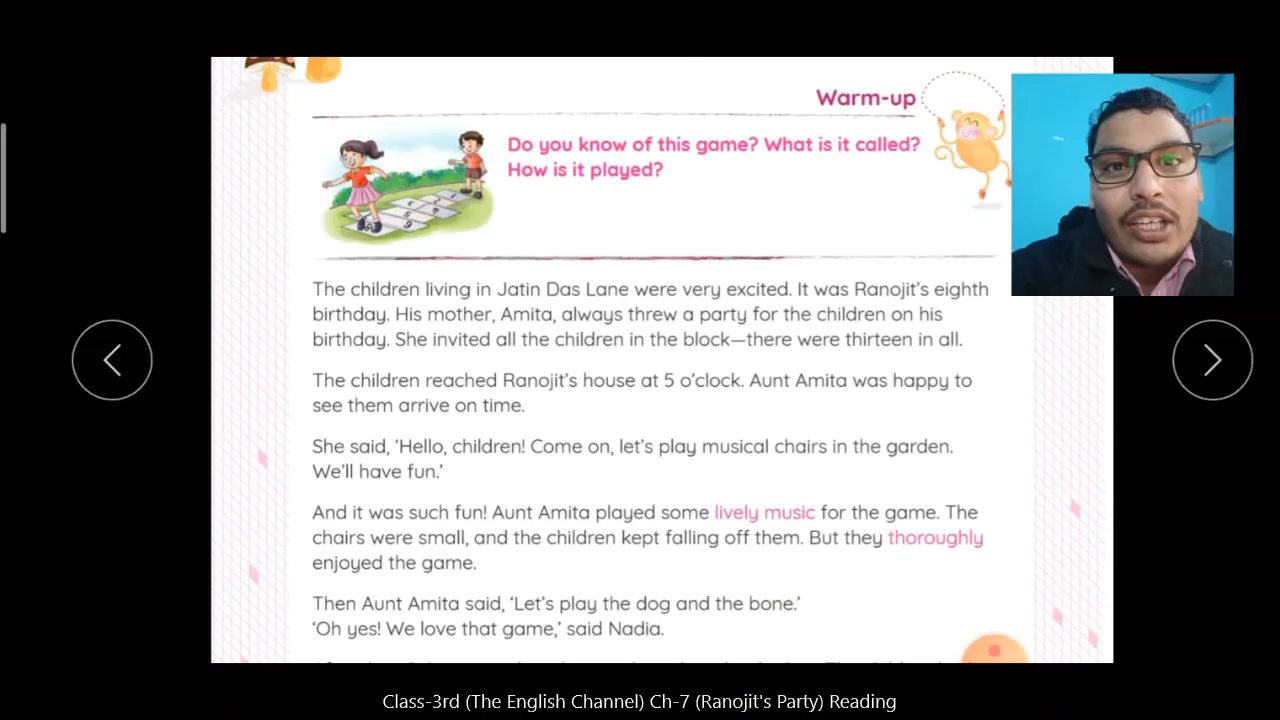 Warm-up
Do you know of this game? What is it called?
How is it played?
The children living in Jatin Das Lane were very excited. It was Ranojit’s eighth
birthday. His mother, Amita, always threw a party for the children on his
birthday. She invited all the children in the block—there were thirteen in all.
The children reached Ranojit’s house at 5 o’clock. Aunt Amita was happy to
see them arrive on time.
She said, ‘Hello, children! Come on, let’s play musical chairs in the garden.
We’ll have fun.’
And it was such fun! Aunt Amita played some lively music for the game. The
chairs were small, and the children kept falling off them. But they thoroughly
enjoyed the game.
Then Aunt Amita said, ‘Let’s play the dog and the bone.’
‘Oh yes! We love that game,’ said Nadia.
Class-3rd (The English Channel) Ch-7 (Ranojit's Party) Reading